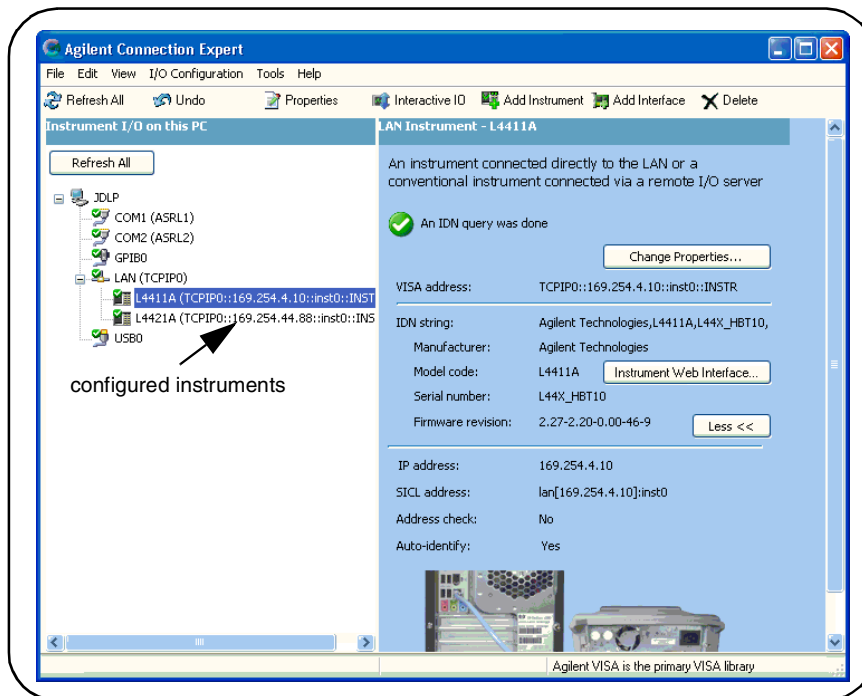 Agilent Connection Expert
File Edit View I/O Configuration Tools Help
Refresh All Undo Properties Interactive IO Add Instrument Add Interface Delete
Instrument I/O on this PC
Refresh All
JDLP
COM1 (ASRL1)
COM2 (ASRL2)
GPIB0
LAN (TCPIP0)
L4411A (TCPIP0::169.254.4.10::inst0::INST
L4421A (TCPIP0::169.254.44.88::inst0::INS
USB0
configured instruments
LAN Instrument - L4411A
An instrument connected directly to the LAN or a
conventional instrument connected via a remote I/O server
An IDN query was done
Change Properties...
VISA address: TCPIP0::169.254.4.10::inst0::INSTR
IDN string: Agilent Technologies,L4411A,L44X_HBT10,
Manufacturer: Agilent Technologies
Model code: L4411A Instrument Web Interface...
Serial number: L44X_HBT10
Firmware revision: 2.27-2.20-0.00-46-9 Less <<
IP address: 169.254.4.10
SICL address: lan[169.254.4.10]:inst0
Address check: No
Auto-identify: Yes
Agilent VISA is the primary VISA library